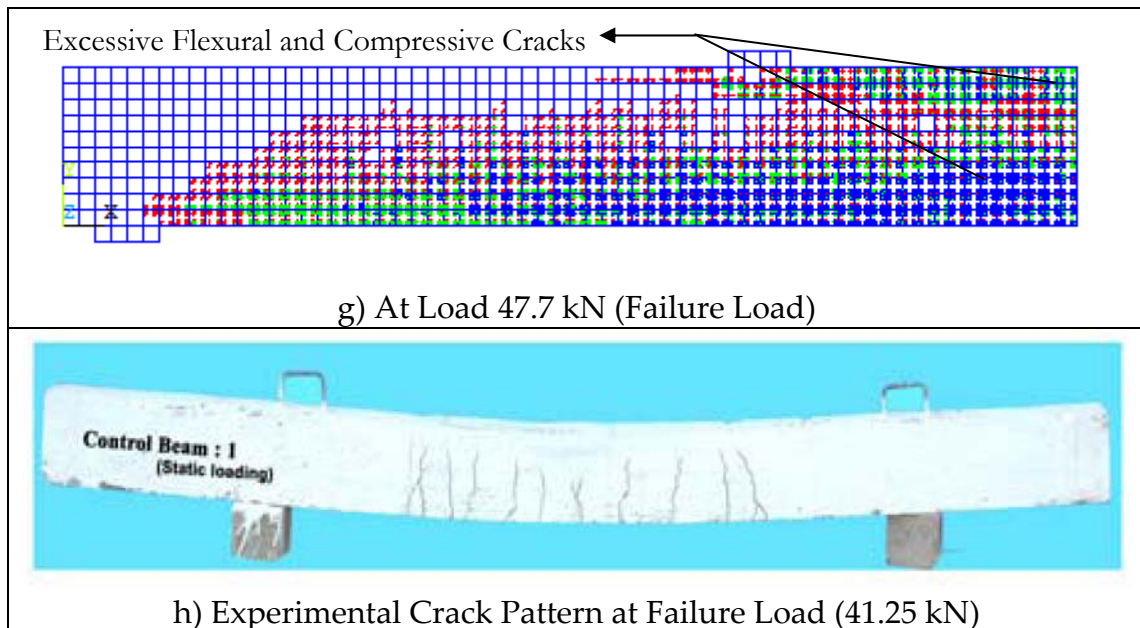 Excessive Flexural and Compressive Cracks
Y
Z X
g) At Load 47.7 kN (Failure Load)
Control Beam : 1
(Static loading)
h) Experimental Crack Pattern at Failure Load (41.25 kN)